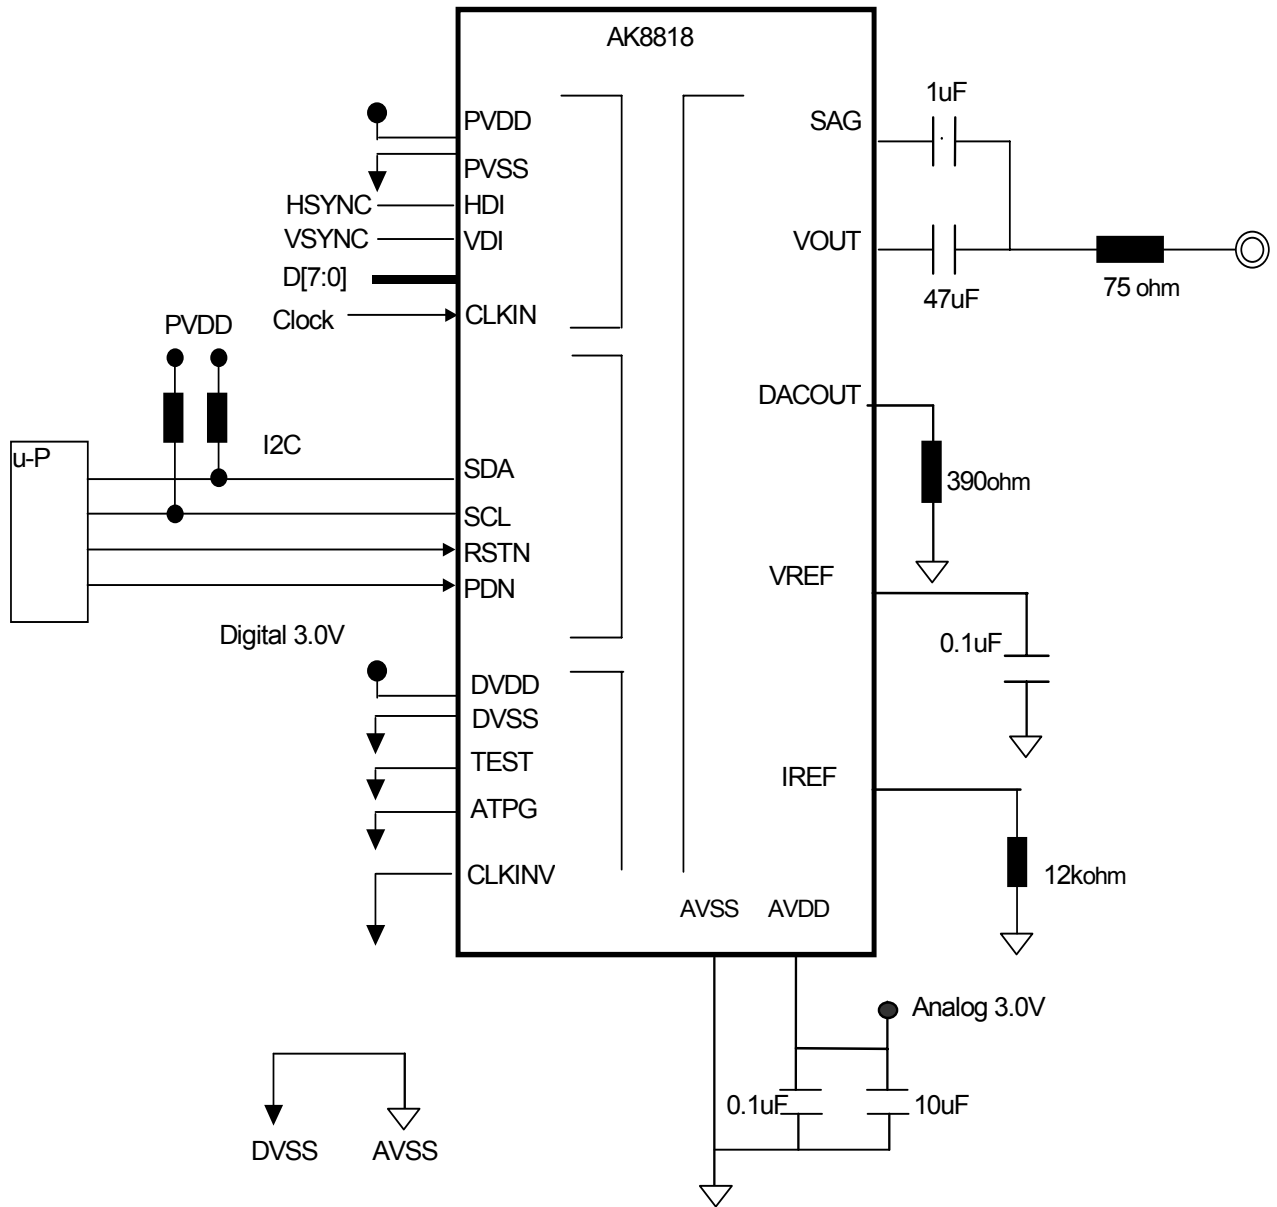 AK8818
1uF
PVDD
SAG
PVSS
HSYNC
HDI
VSYNC
VDI
VOUT
D[7:0]
47uF
75 ohm
Clock
CLKIN
PVDD
DACOUT
I2C
u-P
SDA
390ohm
SCL
RSTN
VREF
PDN
Digital 3.0V
0.1uF
DVDD
DVSS
TEST
IREF
ATPG
CLKINV
12kohm
AVSS
AVDD
Analog 3.0V
0.1uF
10uF
DVSS
AVSS